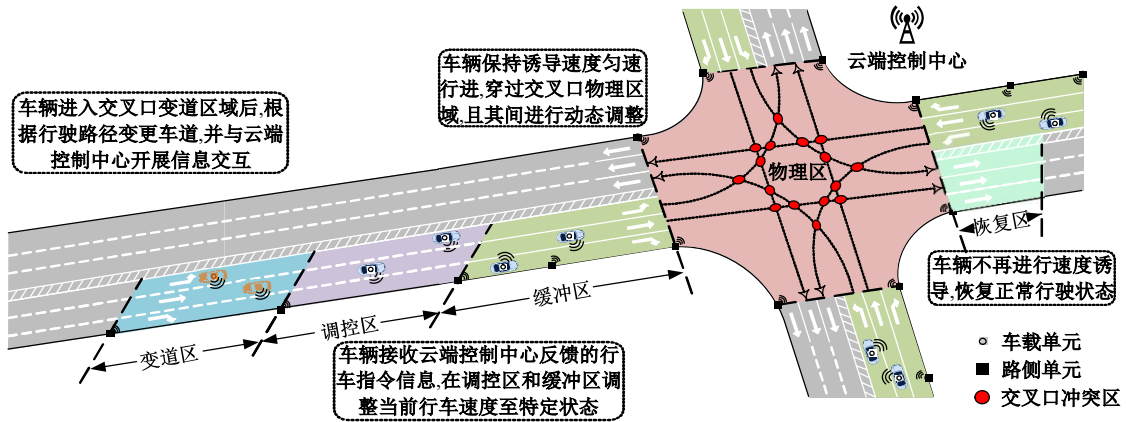 云端控制中心
车辆保持诱导速度匀速
行进,穿过交叉口物理区
域,且其间进行动态调整
车辆进入交叉口变道区域后,根
据行驶路径变更车道,并与云端
控制中心开展信息交互
物理区
恢复区
车辆不再进行速度诱
导,恢复正常行驶状态
缓冲区
调控区
变道区
车辆接收云端控制中心反馈的行
车指令信息,在调控区和缓冲区调
整当前行车速度至特定状态
车载单元
路侧单元
交叉口冲突区